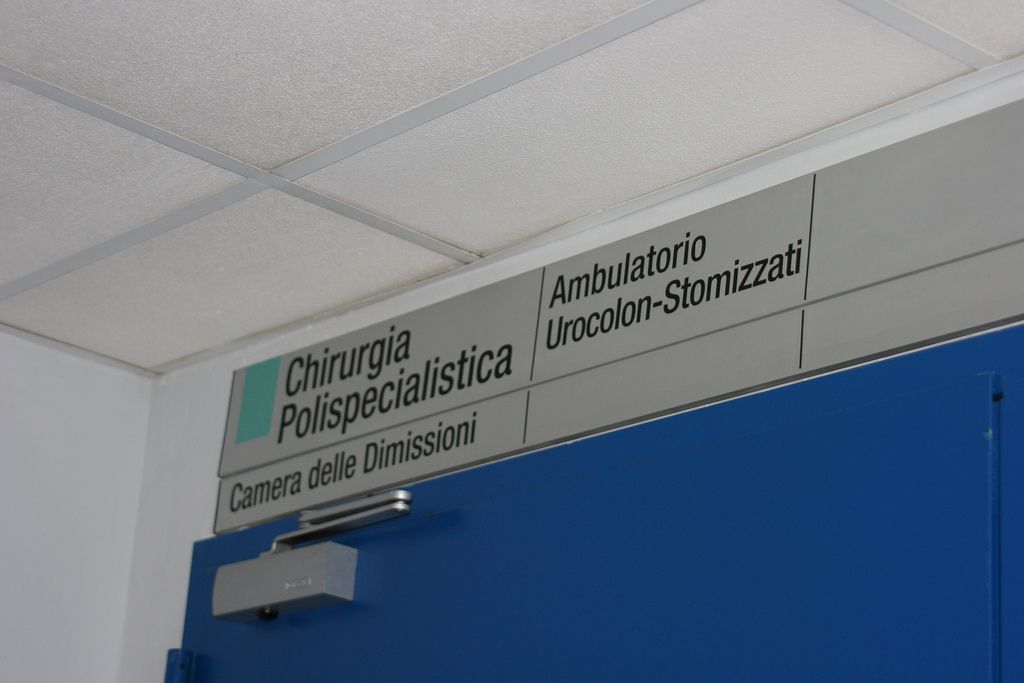 Chirurgia
Polispecialistica
Camera delle Dimissioni
Ambulatorio
Urocolon-Stomizzati